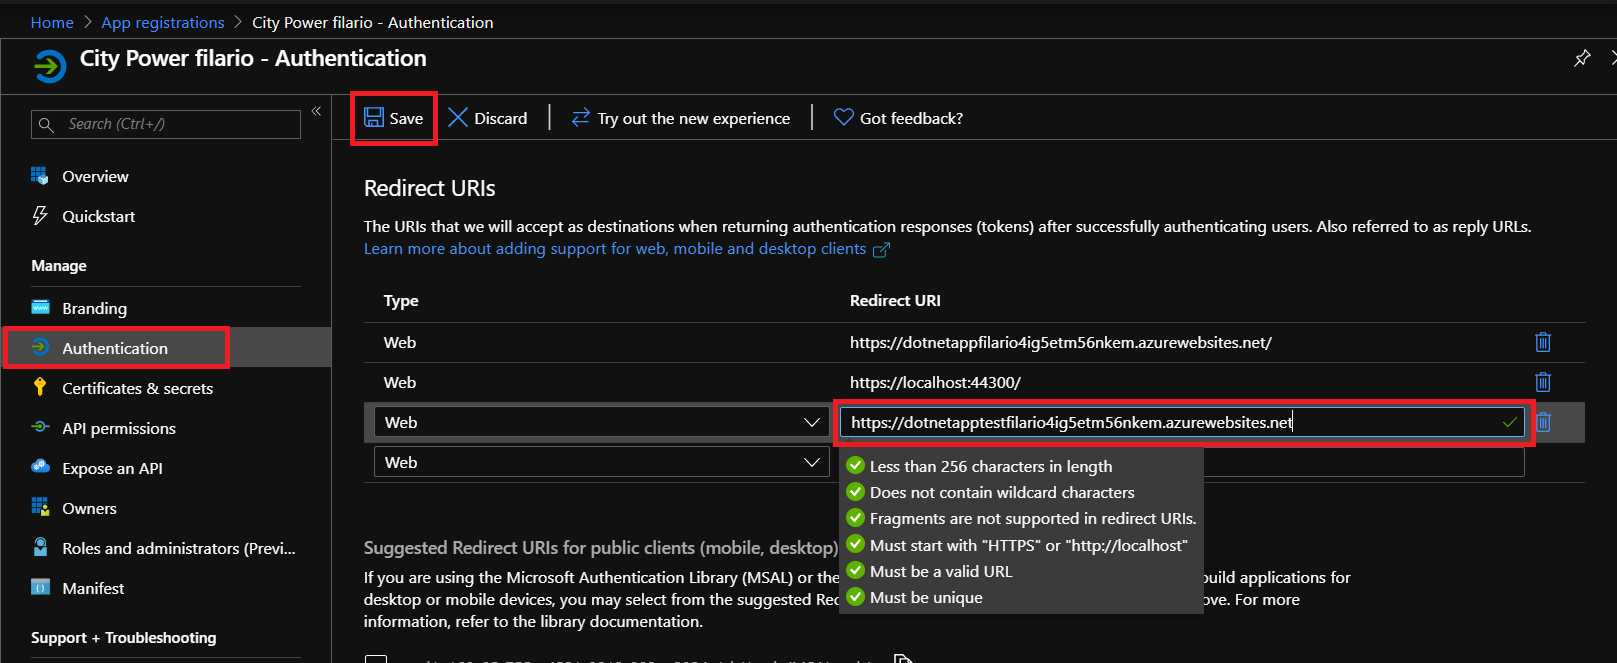 Home > App registrations > City Power filario - Authentication
City Power filario - Authentication
Search (Ctrl+/)
«
Save
Discard
Try out the new experience
Got feedback?
Overview
Quickstart
Manage
Branding
Authentication
Certificates & secrets
API permissions
Expose an API
Owners
Roles and administrators (Previ...
Manifest
Support + Troubleshooting
Redirect URIs
The URIs that we will accept as destinations when returning authentication responses (tokens) after successfully authenticating users. Also referred to as reply URLs.
Learn more about adding support for web, mobile and desktop clients
Type Redirect URI
Web https://dotnetappfilario4ig5etm56nkem.azurewebsites.net/
Web https://localhost:44300/
Web https://dotnetapptestfilario4ig5etm56nkem.azurewebsites.net
Web
Less than 256 characters in length
Does not contain wildcard characters
Fragments are not supported in redirect URIs.
Must start with "HTTPS" or "http://localhost"
Must be a valid URL
Must be unique
Suggested Redirect URIs for public clients (mobile, desktop)
If you are using the Microsoft Authentication Library (MSAL) or the build applications for
desktop or mobile devices, you may select from the suggested For more
information, refer to the library documentation.